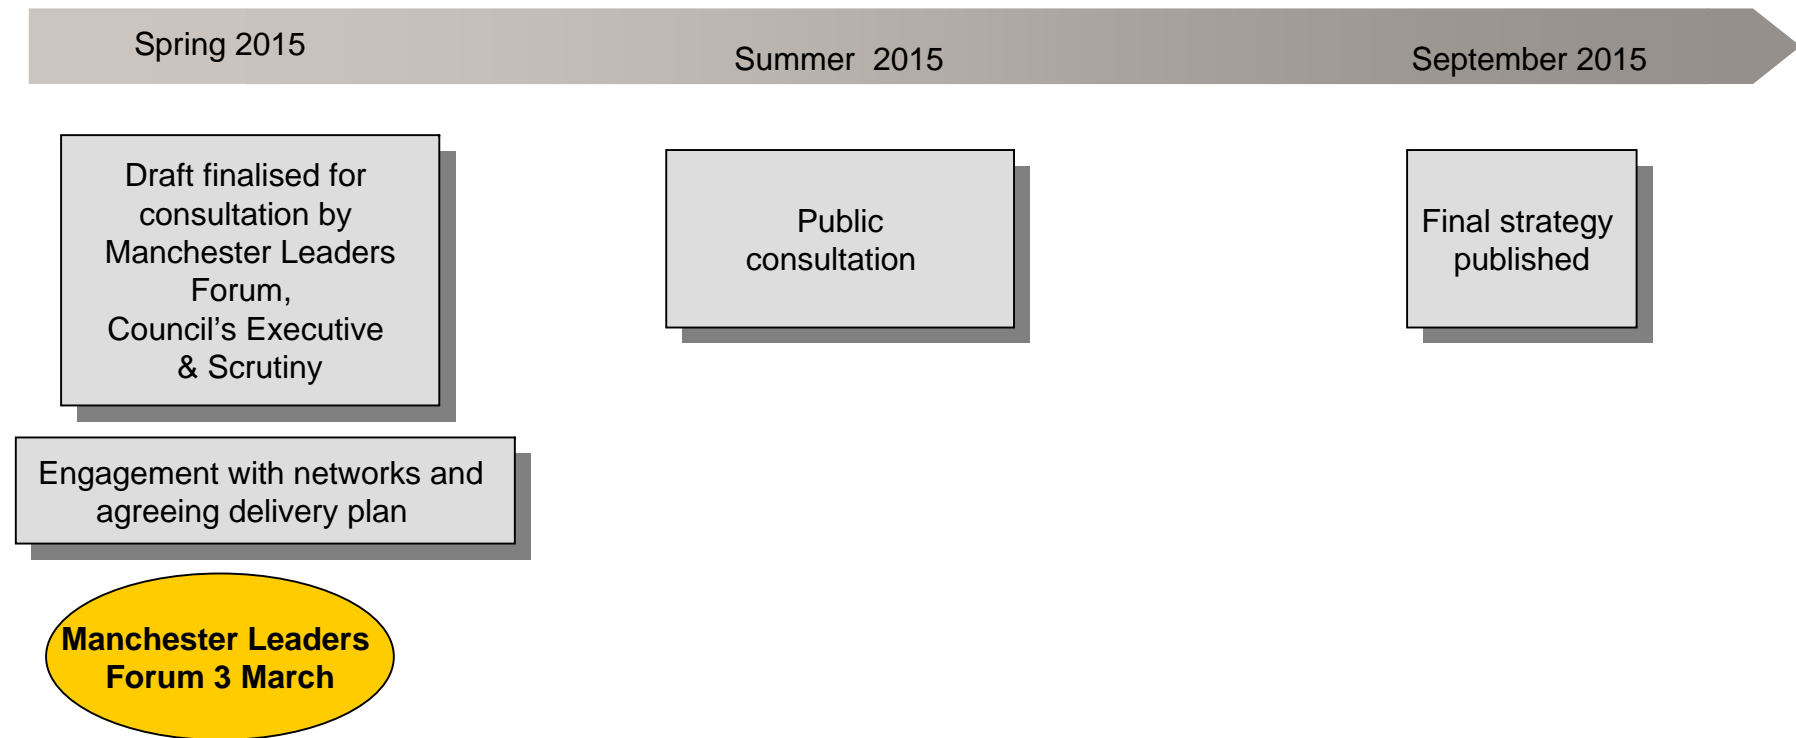 Spring 2015
Summer 2015
September 2015
Draft finalised for
consultation by
Manchester Leaders
Forum,
Council’s Executive
& Scrutiny
Public
consultation
Final strategy
published
Engagement with networks and
agreeing delivery plan
Manchester Leaders
Forum 3 March